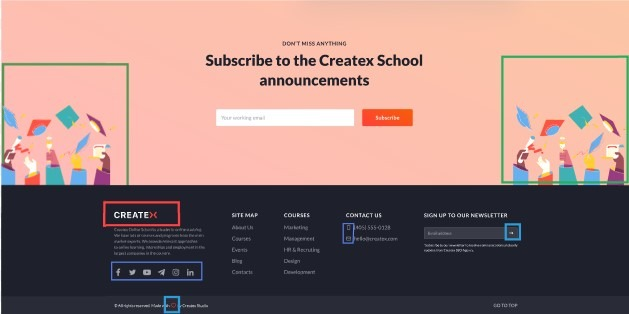 DON'T MISS ANYTHING
Subscribe to the Createx School
announcements
Your working email
Subscribe
CREATEX
Createx Online School is a leader in online studying.
We have lots of courses and programs from the main
market experts. We provide relevant approaches
to online learning, internships and employment in the
largest companies in the country.
SITE MAP
About Us
Courses
Events
Blog
Contacts
COURSES
Marketing
Management
HR & Recruting
Design
Development
CONTACT US
(405) 555-0128
hello@createx.com
SIGN UP TO OUR NEWSLETTER
Email address
© All rights reserved. Made with by Createx Studio
GO TO TOP